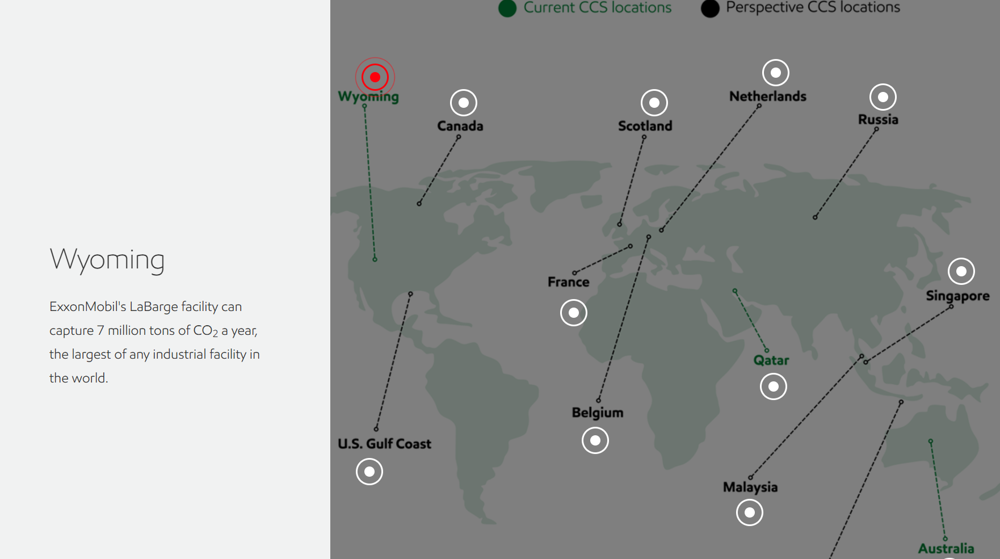 Current CCS locations
Perspective CCS locations
Wyoming
Canada
Scotland
Netherlands
Russia
France
Singapore
Qatar
Belgium
U.S. Gulf Coast
Malaysia
Australia
Wyoming
ExxonMobil's LaBarge facility can
capture 7 million tons of CO2 a year,
the largest of any industrial facility in
the world.